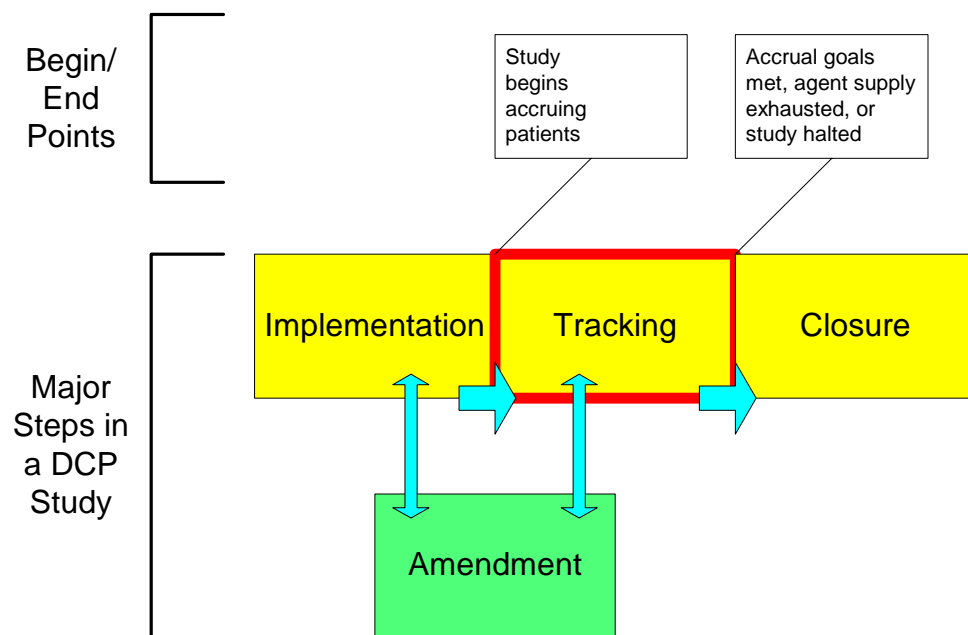 Begin/
End
Points
Study
begins
accruing
patients
Accrual goals
met, agent supply
exhausted, or
study halted
Major
Steps in
a DCP
Study
Implementation
Tracking
Closure
Amendment